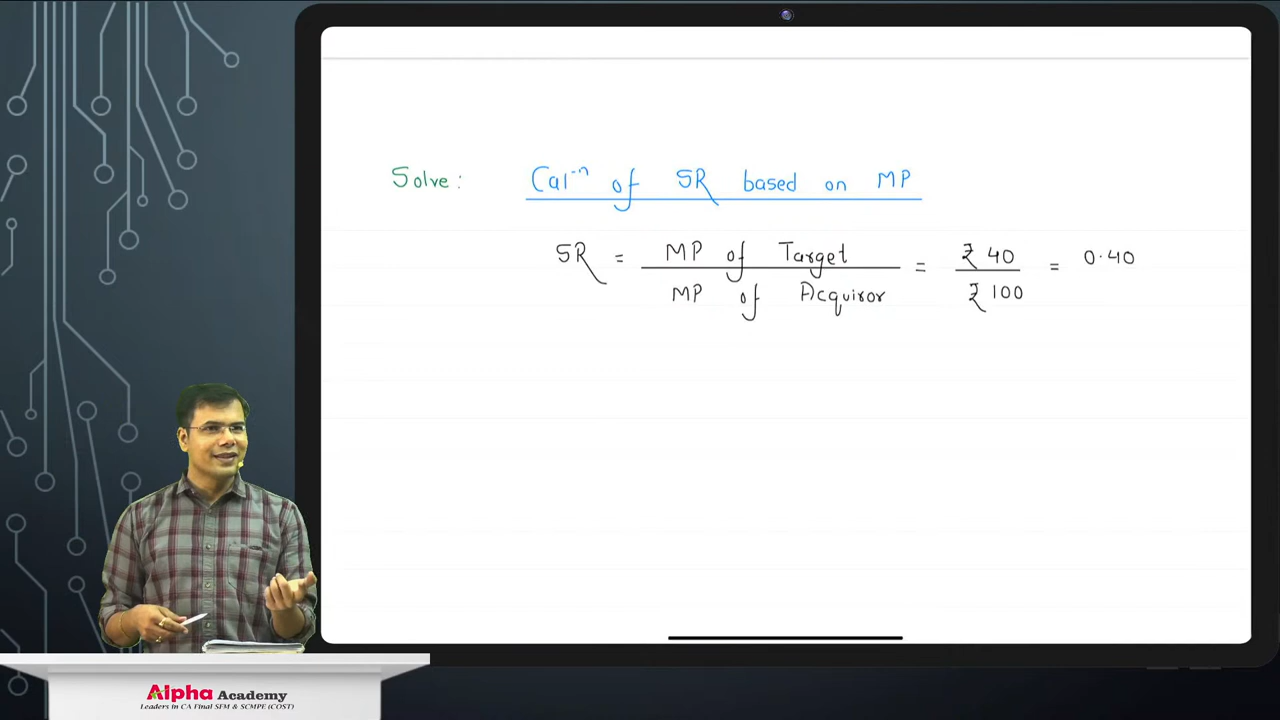 Solve: Cal⁻ⁿ of SR based on MP
SR = MP of Target / MP of Acquiror = ₹ 40 / ₹ 100 = 0.40
Alpha Academy
Leaders in CA Final SFM & SCMPE (COST)